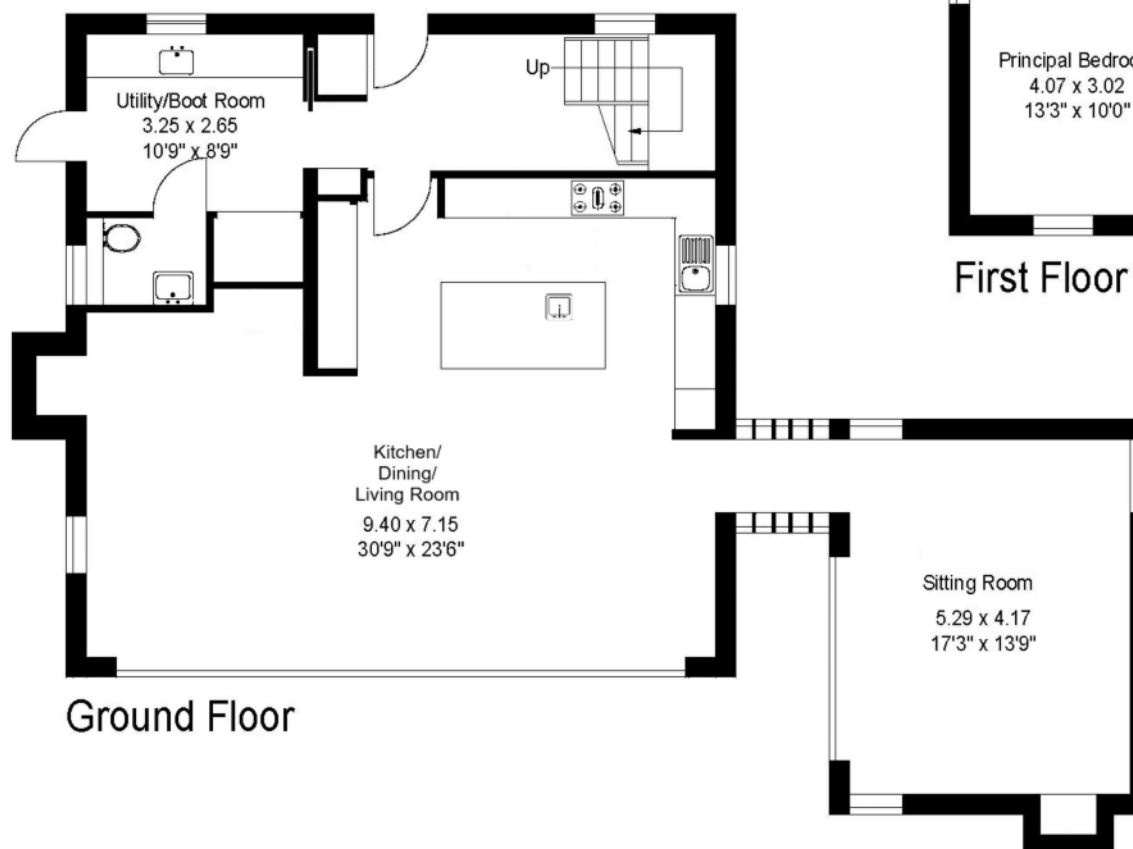 Up
Utility/Boot Room
3.25 x 2.65
10'9" x 8'9"
Kitchen/
Dining/
Living Room
9.40 x 7.15
30'9" x 23'6"
Sitting Room
5.29 x 4.17
17'3" x 13'9"
Ground Floor
Principal Bedroo
4.07 x 3.02
13'3" x 10'0"
First Floor